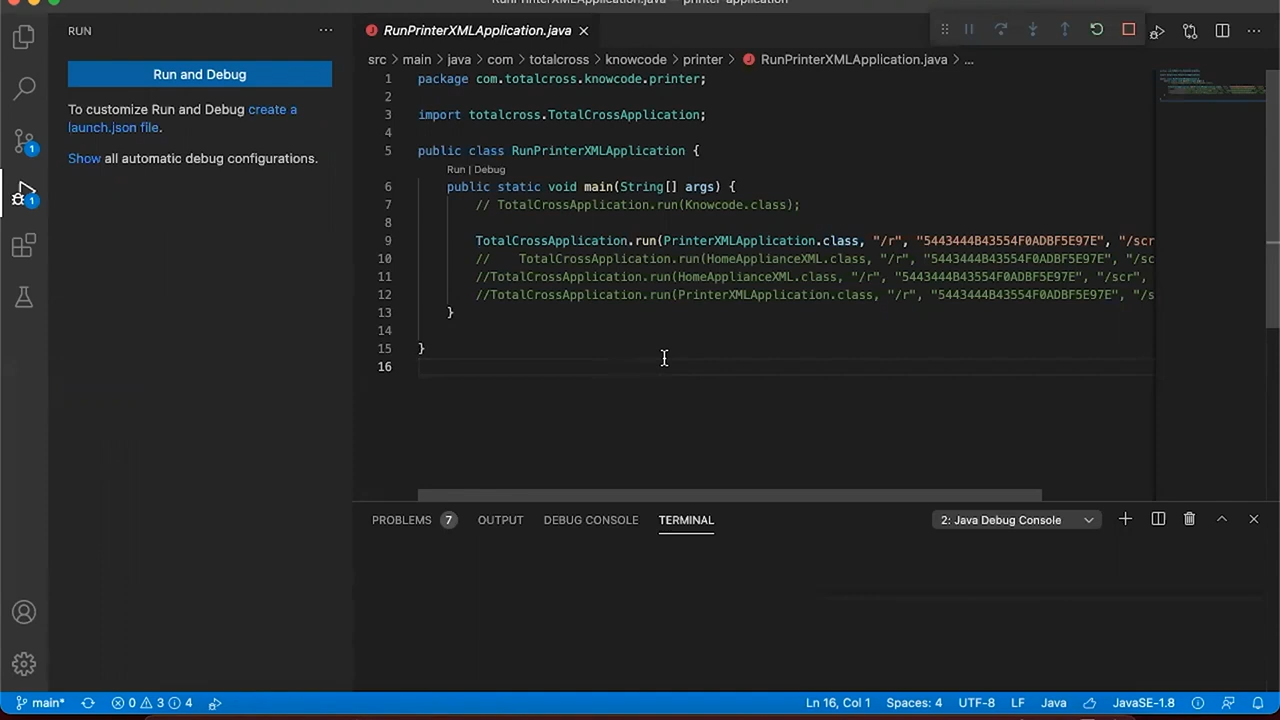 RunPrinterXMLApplication.java — printer-application
RUN
Run and Debug
To customize Run and Debug create a
launch.json file.
Show all automatic debug configurations.
1
1
RunPrinterXMLApplication.java
src > main > java > com > totalcross > knowcode > printer > RunPrinterXMLApplication.java > ...
1 package com.totalcross.knowcode.printer;
2
3 import totalcross.TotalCrossApplication;
4
5 public class RunPrinterXMLApplication {
Run | Debug
6 public static void main(String[] args) {
7 // TotalCrossApplication.run(Knowcode.class);
8
9 TotalCrossApplication.run(PrinterXMLApplication.class, "/r", "5443444B43554F0ADBF5E97E", "/scr
10 // TotalCrossApplication.run(HomeApplianceXML.class, "/r", "5443444B43554F0ADBF5E97E", "/sc
11 //TotalCrossApplication.run(HomeApplianceXML.class, "/r", "5443444B43554F0ADBF5E97E", "/scr",
12 //TotalCrossApplication.run(PrinterXMLApplication.class, "/r", "5443444B43554F0ADBF5E97E", "/s
13 }
14
15 }
16
PROBLEMS 7 OUTPUT DEBUG CONSOLE TERMINAL 2: Java Debug Console
main* 0 3 4 Ln 16, Col 1 Spaces: 4 UTF-8 LF Java JavaSE-1.8